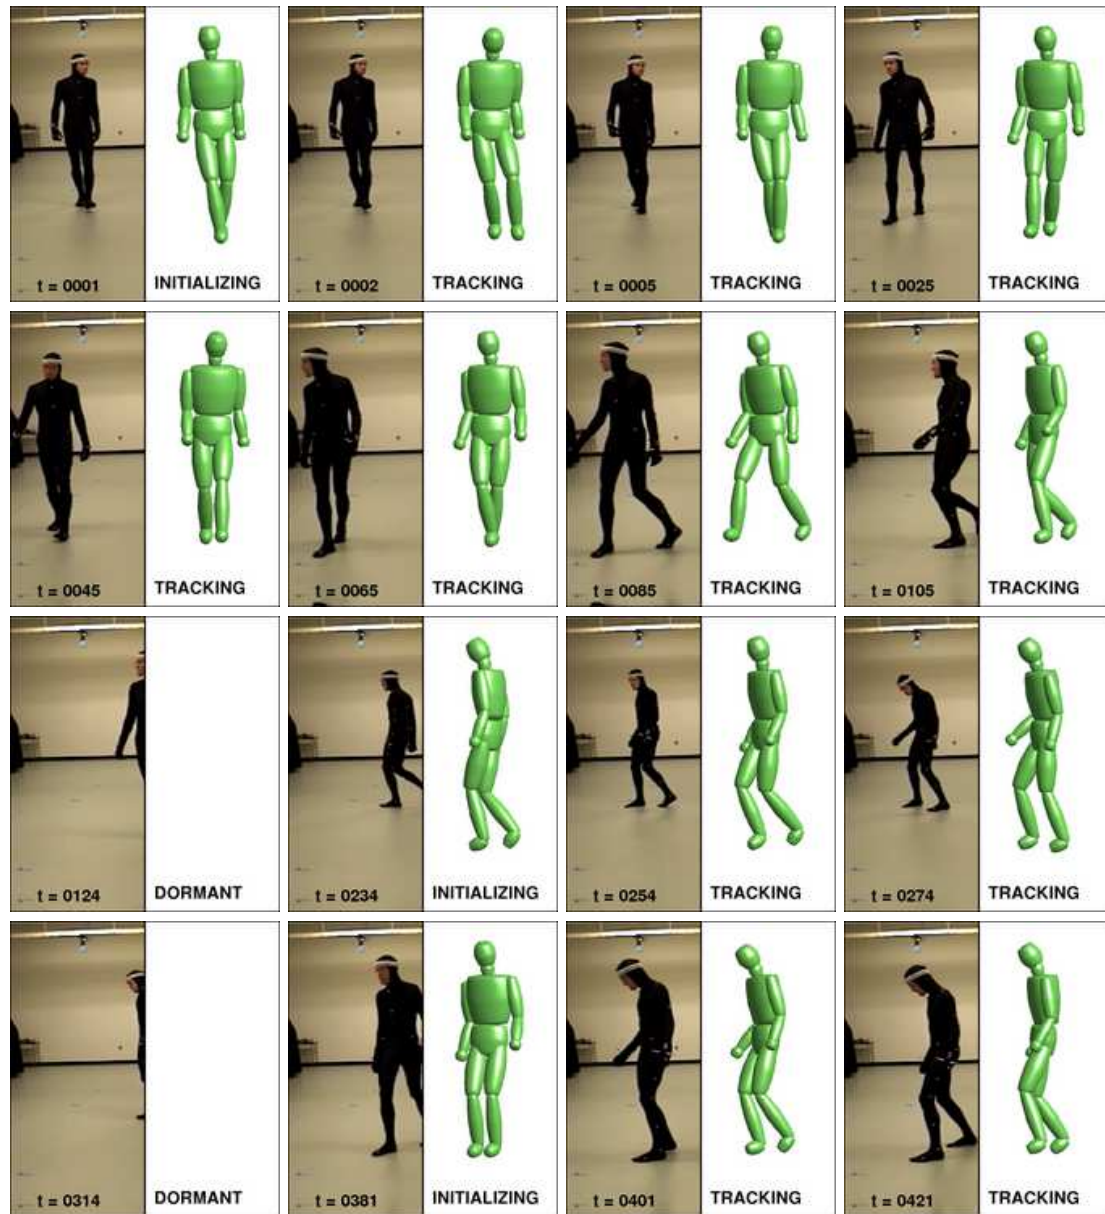 t = 0001 INITIALIZING
t = 0002 TRACKING
t = 0005 TRACKING
t = 0025 TRACKING
t = 0045 TRACKING
t = 0065 TRACKING
t = 0085 TRACKING
t = 0105 TRACKING
t = 0124 DORMANT
t = 0234 INITIALIZING
t = 0254 TRACKING
t = 0274 TRACKING
t = 0314 DORMANT
t = 0381 INITIALIZING
t = 0401 TRACKING
t = 0421 TRACKING